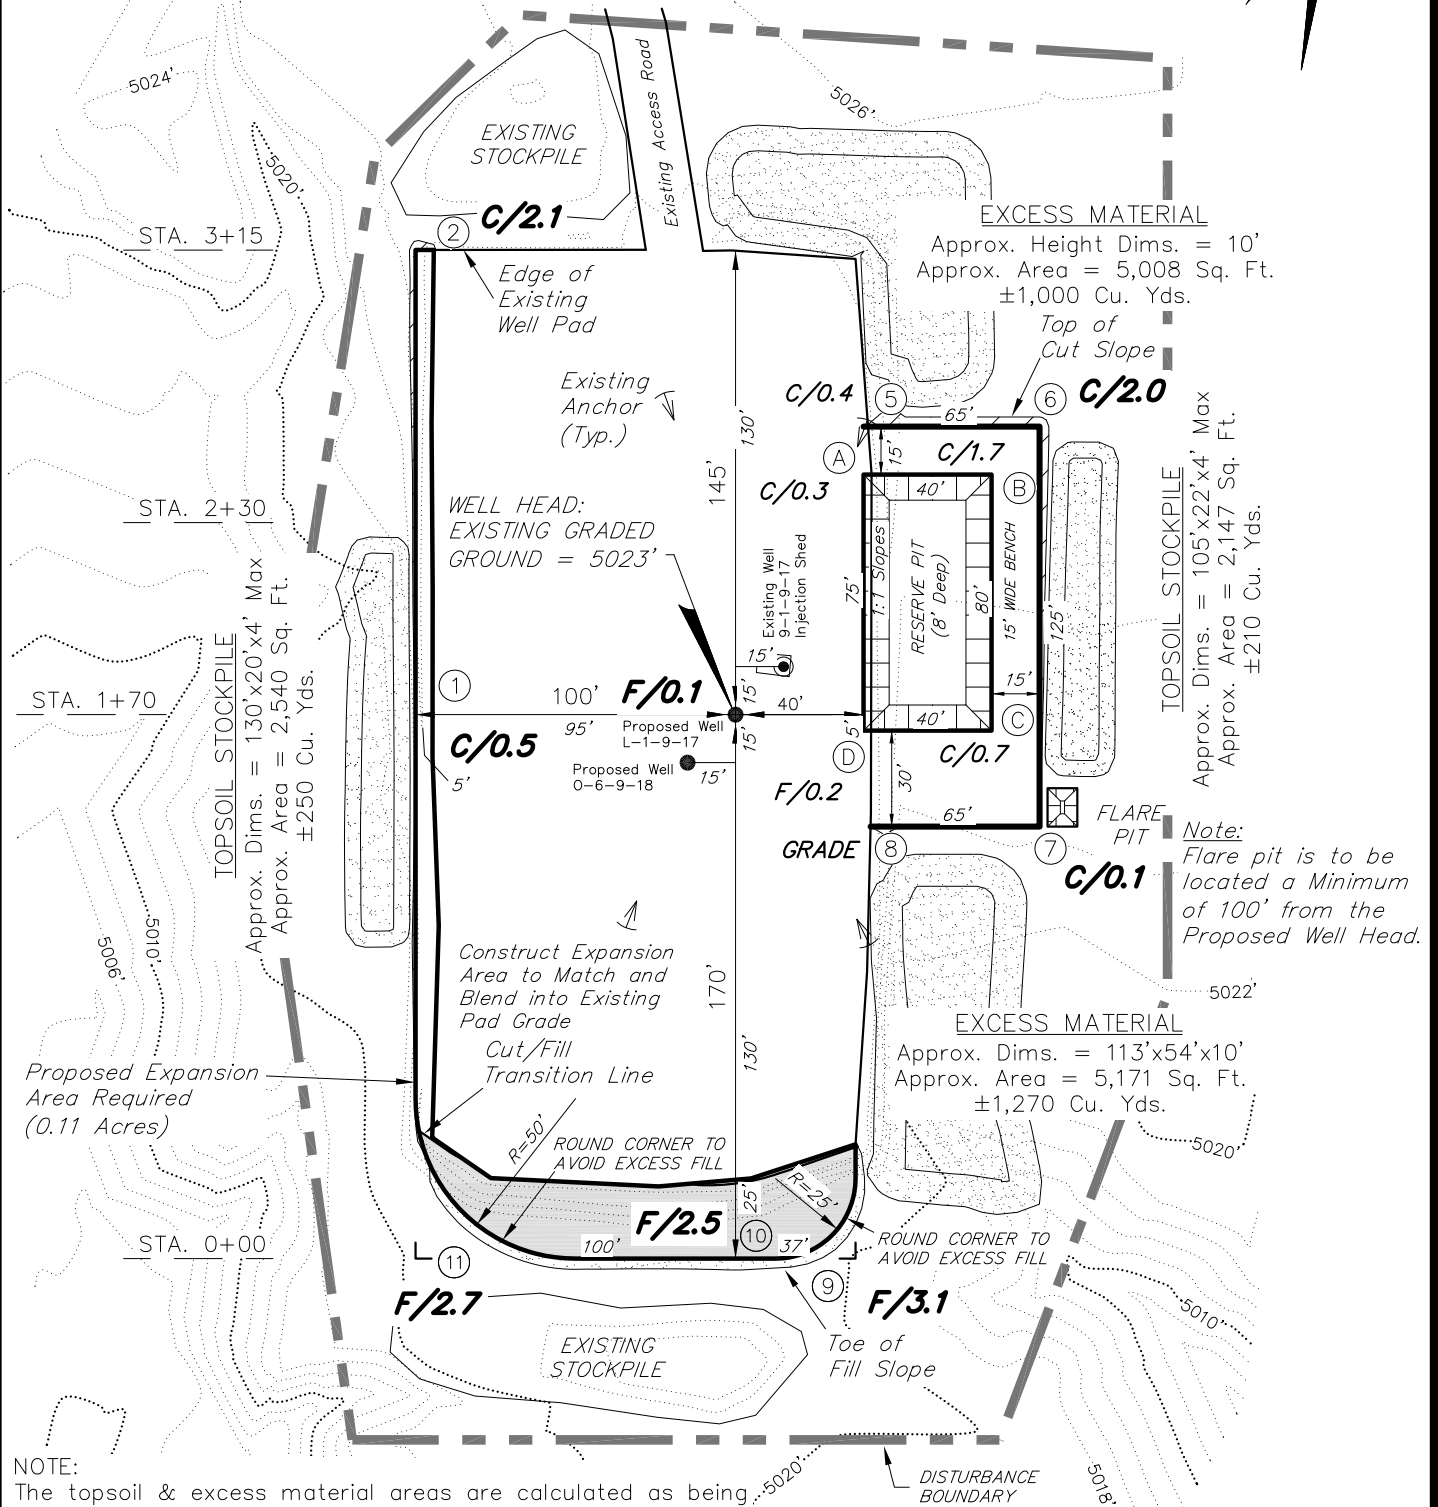 5024'
5020'
5026'
EXISTING
STOCKPILE
Existing Access Road
STA. 3+15
2
C/2.1
Edge of
Existing
Well Pad
EXCESS MATERIAL
Approx. Height Dims. = 10'
Approx. Area = 5,008 Sq. Ft.
±1,000 Cu. Yds.
Top of
Cut Slope
Existing
Anchor
(Typ.)
130'
145'
C/0.4
5
65'
6
C/2.0
A
15'
C/1.7
C/0.3
40'
B
STA. 2+30
WELL HEAD:
EXISTING GRADED
GROUND = 5023'
Existing Well
9-1-9-17
Injection Shed
75'
1:1 Slopes
RESERVE PIT
(8' Deep)
80'
15' WIDE BENCH
125'
TOPSOIL STOCKPILE
Approx. Dims. = 105'x22'x4' Max
Approx. Area = 2,147 Sq. Ft.
±210 Cu. Yds.
TOPSOIL STOCKPILE
Approx. Dims. = 130'x20'x4' Max
Approx. Area = 2,540 Sq. Ft.
±250 Cu. Yds.
STA. 1+70
1
100'
F/0.1
15'
15'
40'
15'
95'
C/0.5
5'
Proposed Well
L-1-9-17
15'
Proposed Well
O-6-9-18
15'
5'
40'
C
D
C/0.7
F/0.2
30'
65'
GRADE
8
7
FLARE
PIT
C/0.1
Note:
Flare pit is to be
located a Minimum
of 100' from the
Proposed Well Head.
5006'
5010'
Construct Expansion
Area to Match and
Blend into Existing
Pad Grade
Cut/Fill
Transition Line
170'
130'
5022'
EXCESS MATERIAL
Approx. Dims. = 113'x54'x10'
Approx. Area = 5,171 Sq. Ft.
±1,270 Cu. Yds.
Proposed Expansion
Area Required
(0.11 Acres)
R=50'
ROUND CORNER TO
AVOID EXCESS FILL
5020'
R=25'
25'
F/2.5
10
STA. 0+00
100'
37'
ROUND CORNER TO
AVOID EXCESS FILL
11
9
F/2.7
F/3.1
5010'
EXISTING
STOCKPILE
Toe of
Fill Slope
NOTE:
The topsoil & excess material areas are calculated as being
5020'
DISTURBANCE
BOUNDARY
5018'